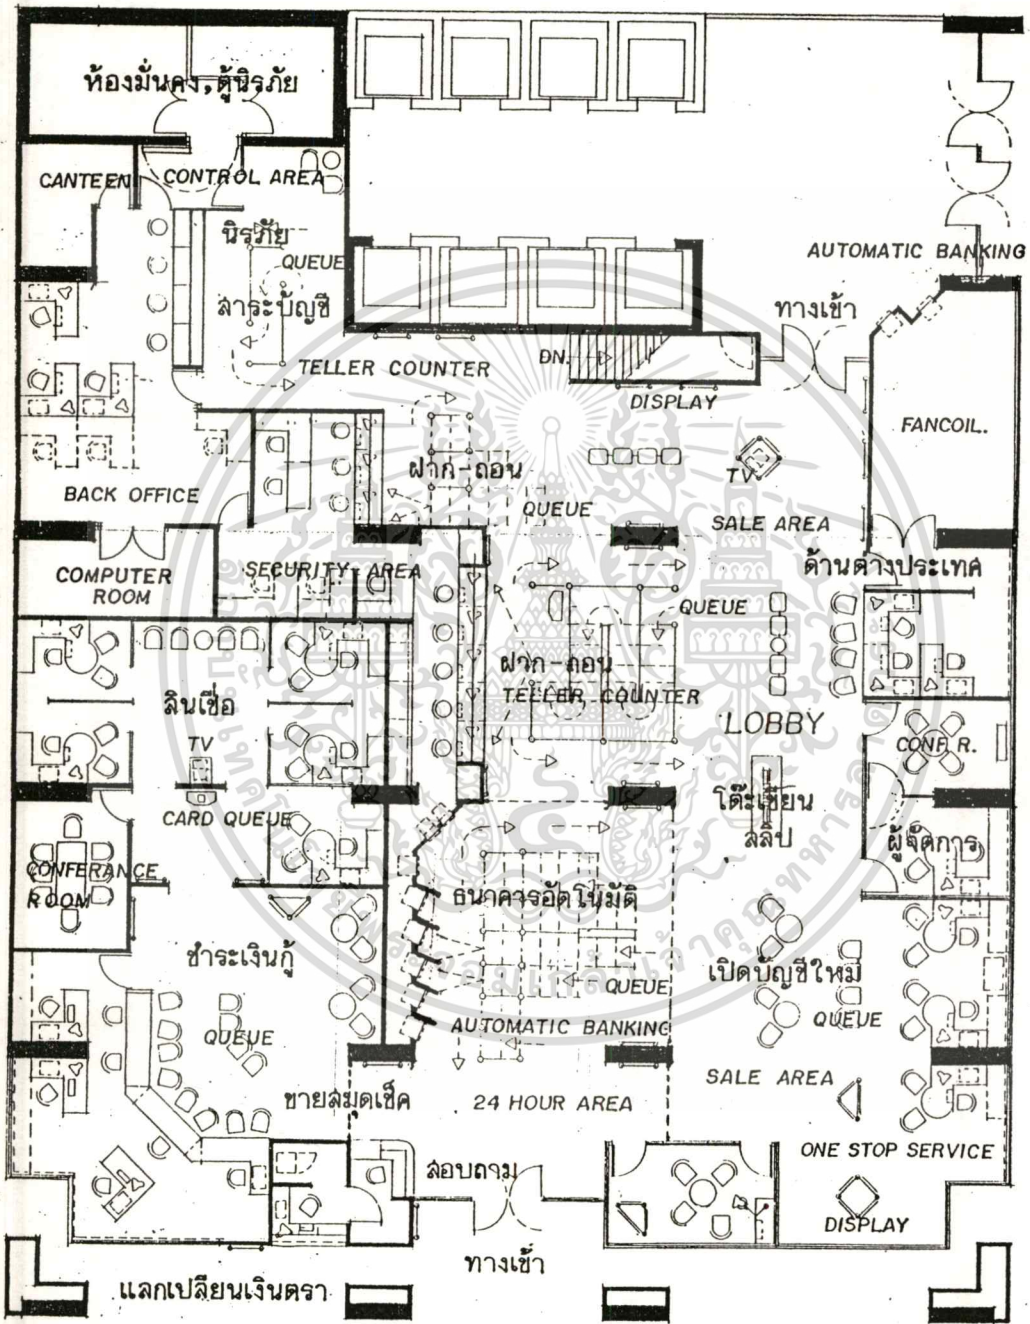 ห้องมั่นคง,ตู้นิรภัย
CANTEEN
CONTROL AREA
นิรภัย
QUEUE
สาระบัญชี
AUTOMATIC BANKING
ทางเข้า
TELLER COUNTER
DN.
DISPLAY
FANCOIL.
ฝาก-ถอน
TV
BACK OFFICE
QUEUE
SALE AREA
COMPUTER
ROOM
SECURITY AREA
ด้านต่างประเทศ
QUEUE
ฝาก-ถอน
TELLER COUNTER
สินเชื่อ
LOBBY
TV
CONF R.
CARD QUEUE
โต๊ะเขียน
สลิป
ผู้จัดการ
CONFERANCE
ROOM
ธนาคารอัตโนมัติ
ชำระเงินกู้
เปิดบัญชีใหม่
QUEUE
QUEUE
QUEUE
AUTOMATIC BANKING
SALE AREA
ขายสมุดเช็ค
24 HOUR AREA
ONE STOP SERVICE
สอบถาม
DISPLAY
ทางเข้า
แลกเปลี่ยนเงินตรา